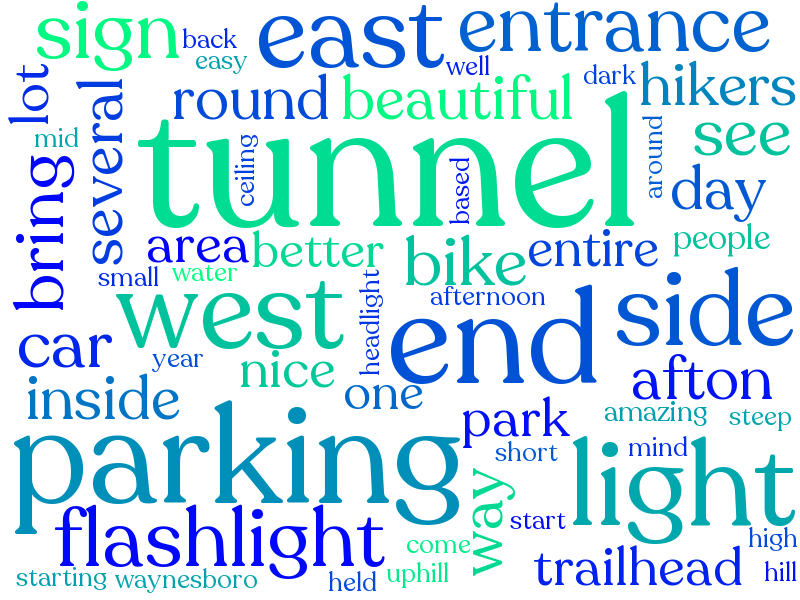 sign
back
easy
east
entrance
well
dark
hikers
lot
mid
several
round
beautiful
tunnel
ceiling
based
around
see
day
bring
area
better
bike
entire
people
small
water
west
headlight
afternoon
end
side
car
year
nice
one
afton
inside
park
amazing
steep
parking
short
mind
light
flashlight
way
start
come
trailhead
high
hill
starting
waynesboro
held
uphill